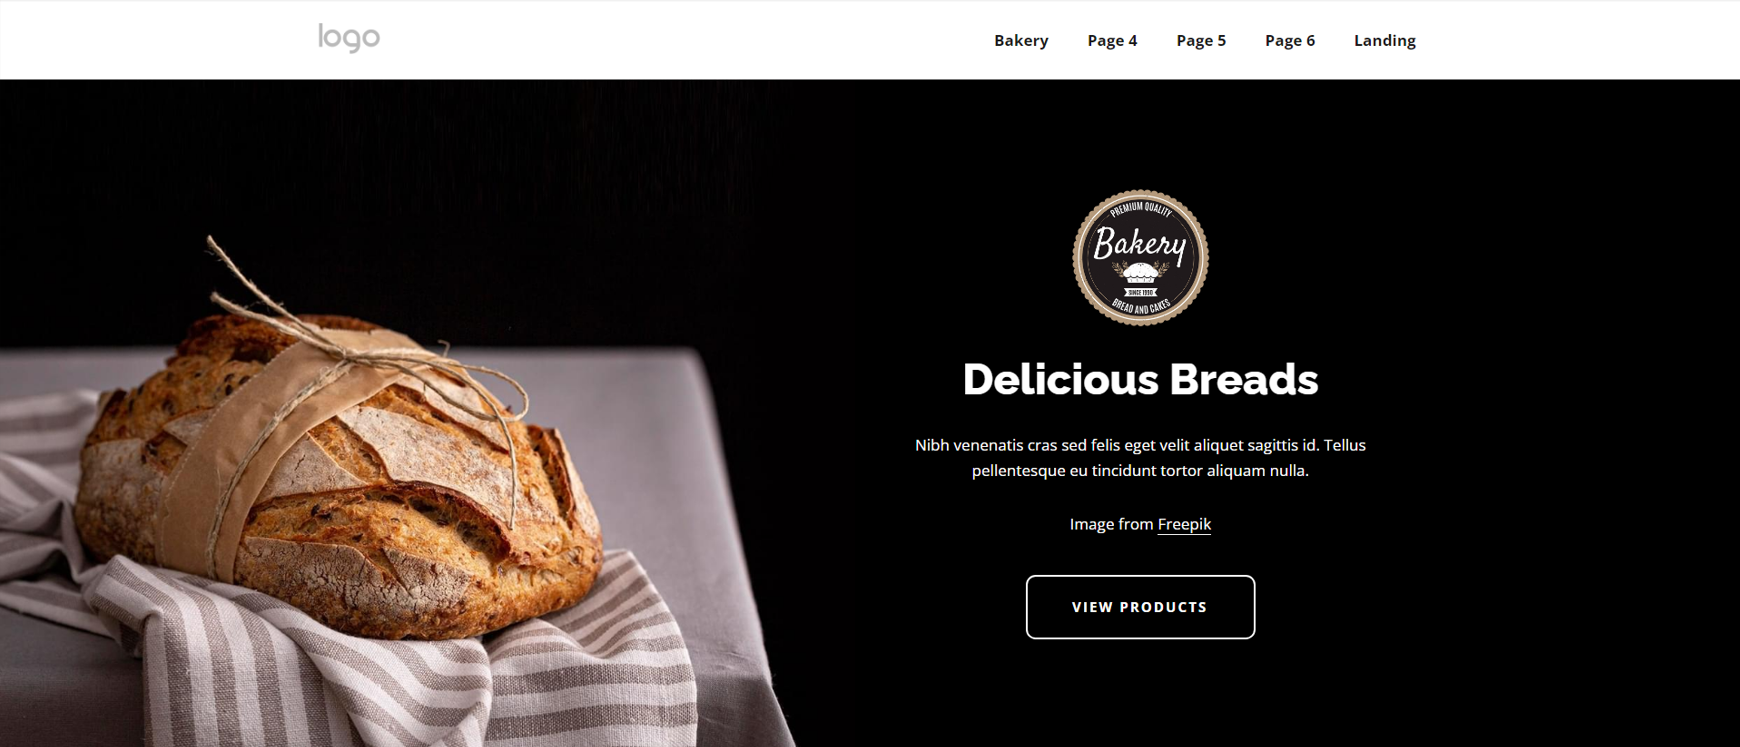 logo
Bakery Page 4 Page 5 Page 6 Landing
PREMIUM QUALITY
Bakery
SINCE 1990
BREAD AND CAKES
Delicious Breads
Nibh venenatis cras sed felis eget velit aliquet sagittis id. Tellus
pellentesque eu tincidunt tortor aliquam nulla.
Image from Freepik
VIEW PRODUCTS